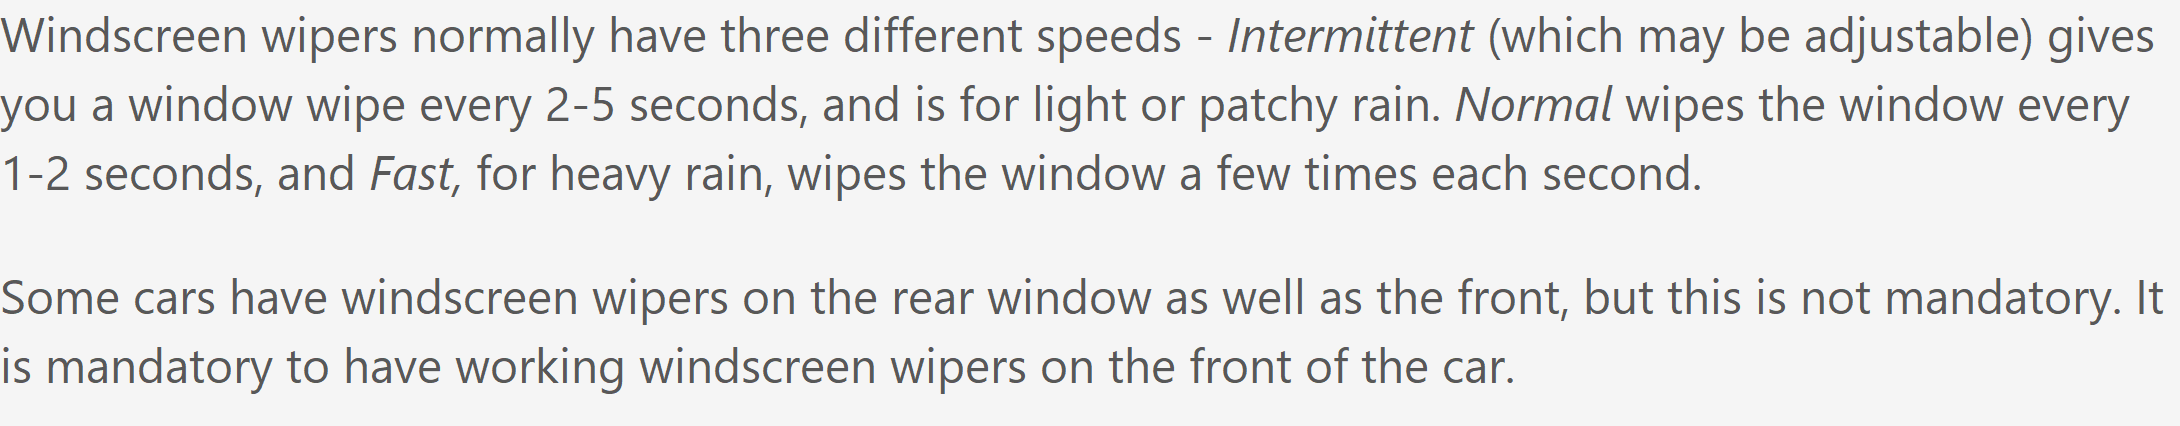 Windscreen wipers normally have three different speeds - Intermittent (which may be adjustable) gives
you a window wipe every 2-5 seconds, and is for light or patchy rain. Normal wipes the window every
1-2 seconds, and Fast, for heavy rain, wipes the window a few times each second.
Some cars have windscreen wipers on the rear window as well as the front, but this is not mandatory. It
is mandatory to have working windscreen wipers on the front of the car.